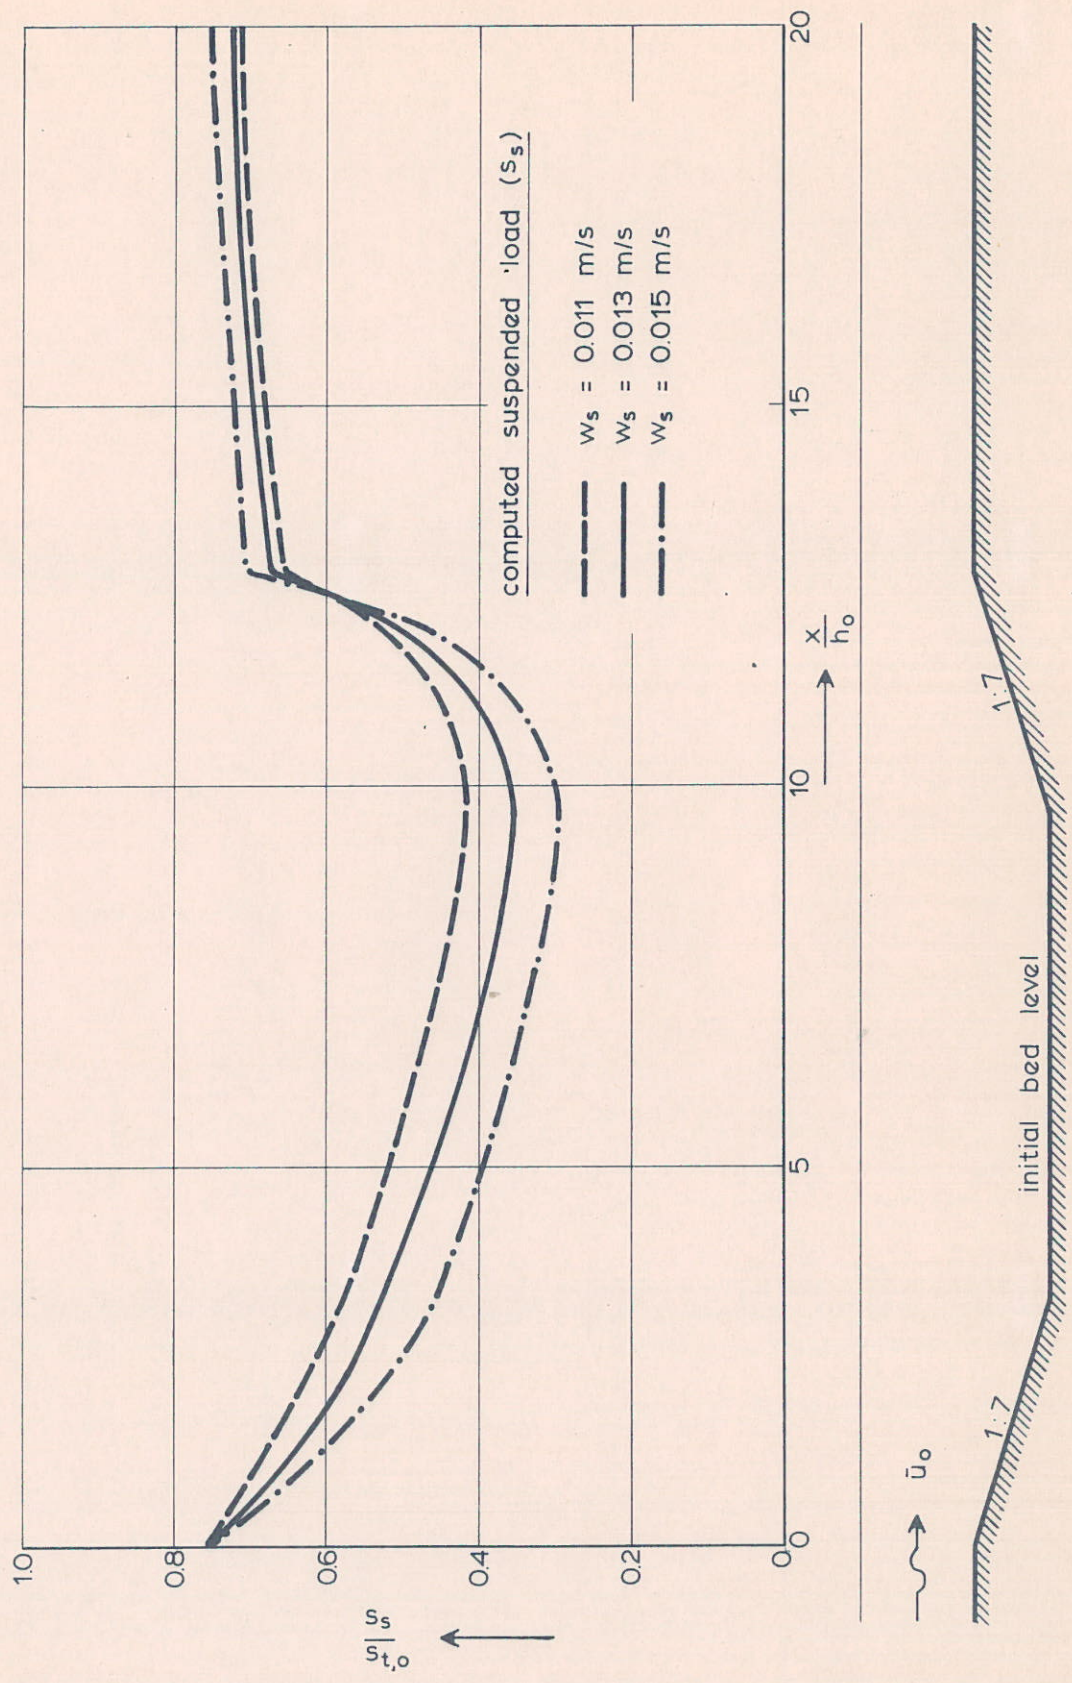 1.0
0.8
0.6
0.4
0.2
0
s_s / s_t,o
0
5
10
15
20
x / h_o
computed suspended load (s_s)
w_s = 0.011 m/s
w_s = 0.013 m/s
w_s = 0.015 m/s
ū_o
1:7
initial bed level
1:7